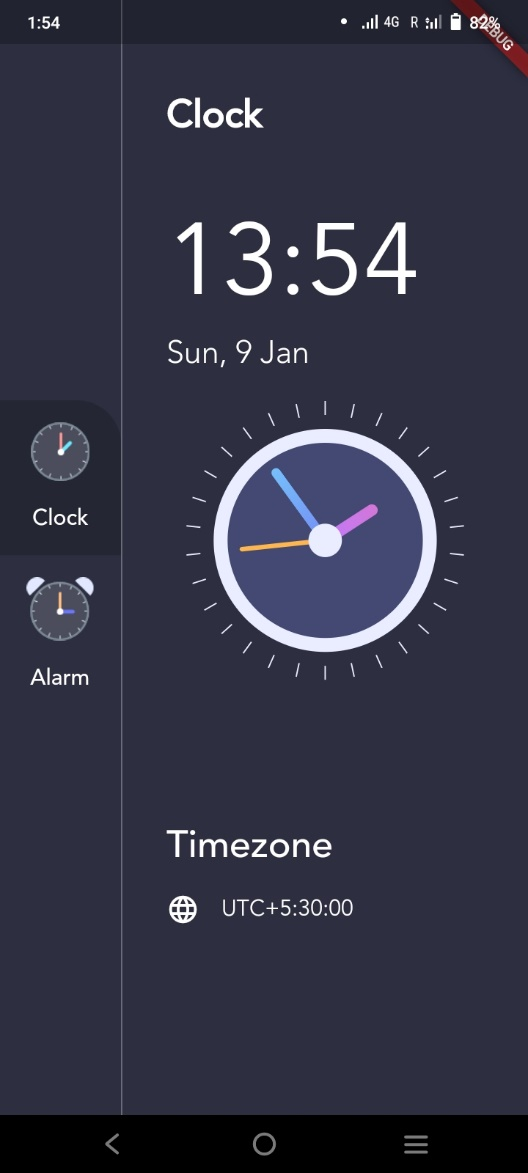 1:54
4G R 82%
DEBUG
Clock
13:54
Sun, 9 Jan
Clock
Alarm
Timezone
UTC+5:30:00